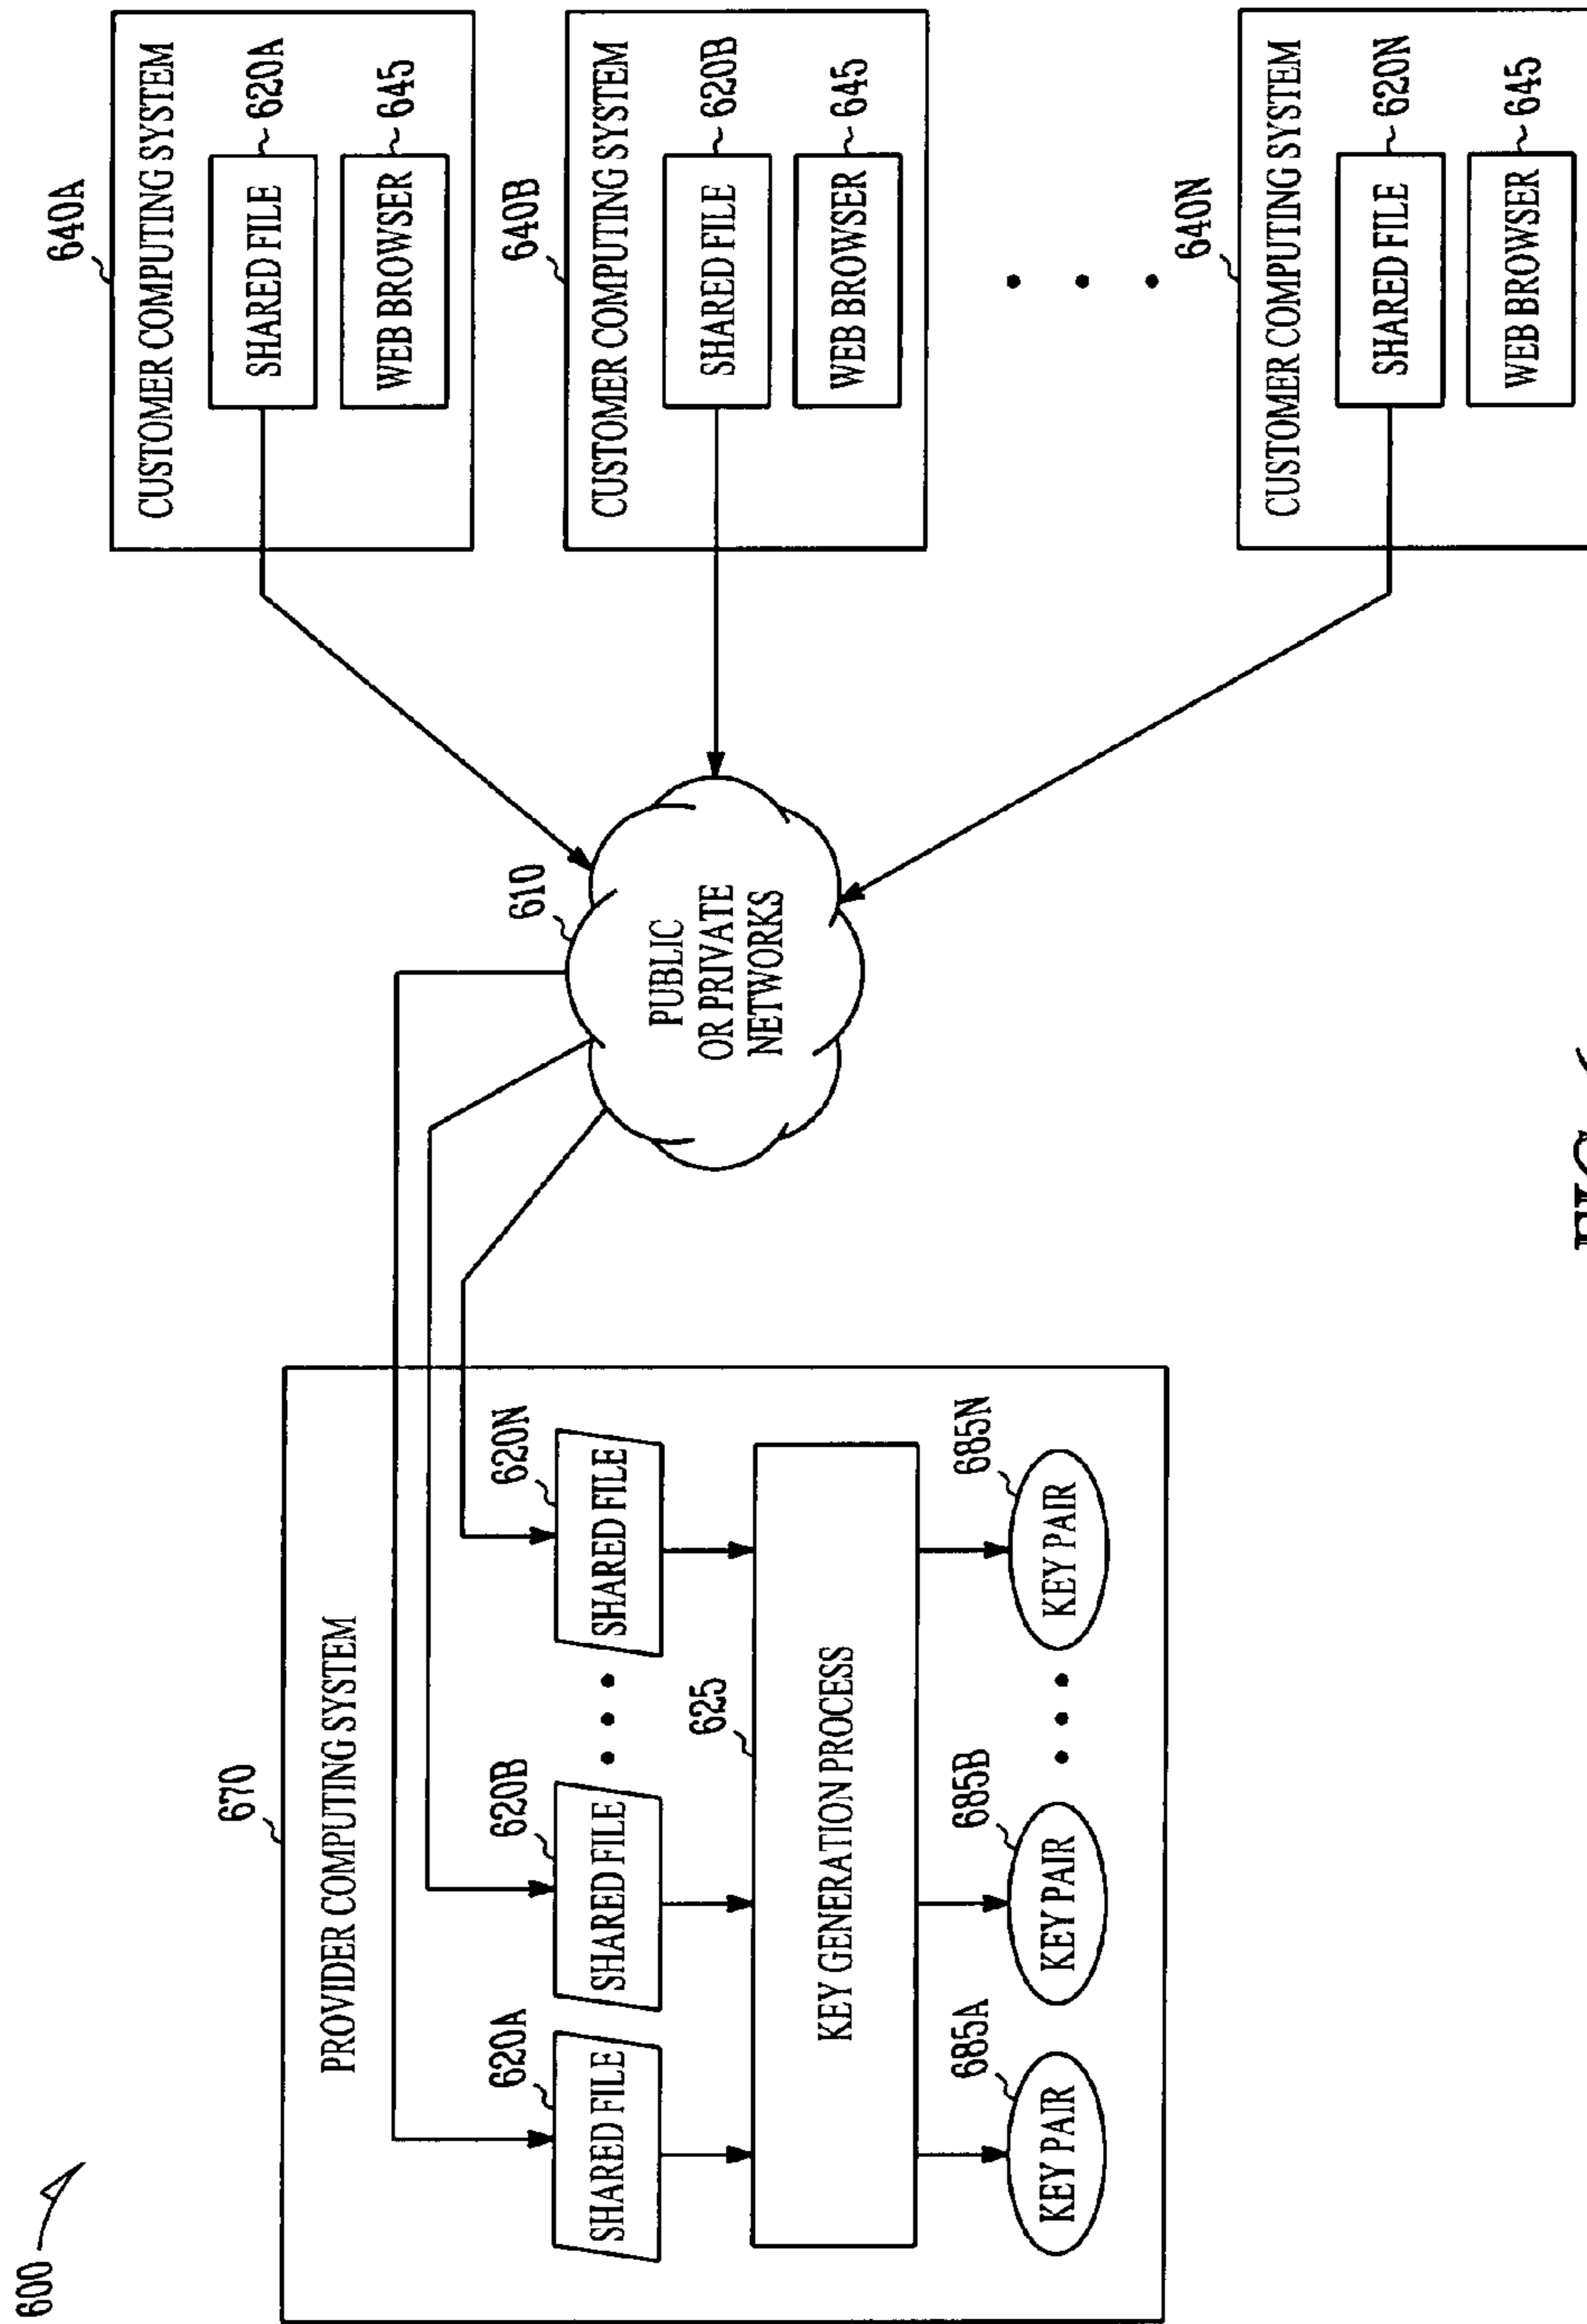 600
670
PROVIDER COMPUTING SYSTEM
620A
620B
620N
SHARED FILE
SHARED FILE
SHARED FILE
625
KEY GENERATION PROCESS
685A
685B
685N
KEY PAIR
KEY PAIR
KEY PAIR
610
PUBLIC
OR PRIVATE
NETWORKS
640A
CUSTOMER COMPUTING SYSTEM
SHARED FILE
620A
WEB BROWSER
645
640B
CUSTOMER COMPUTING SYSTEM
SHARED FILE
620B
WEB BROWSER
645
640N
CUSTOMER COMPUTING SYSTEM
SHARED FILE
620N
WEB BROWSER
645